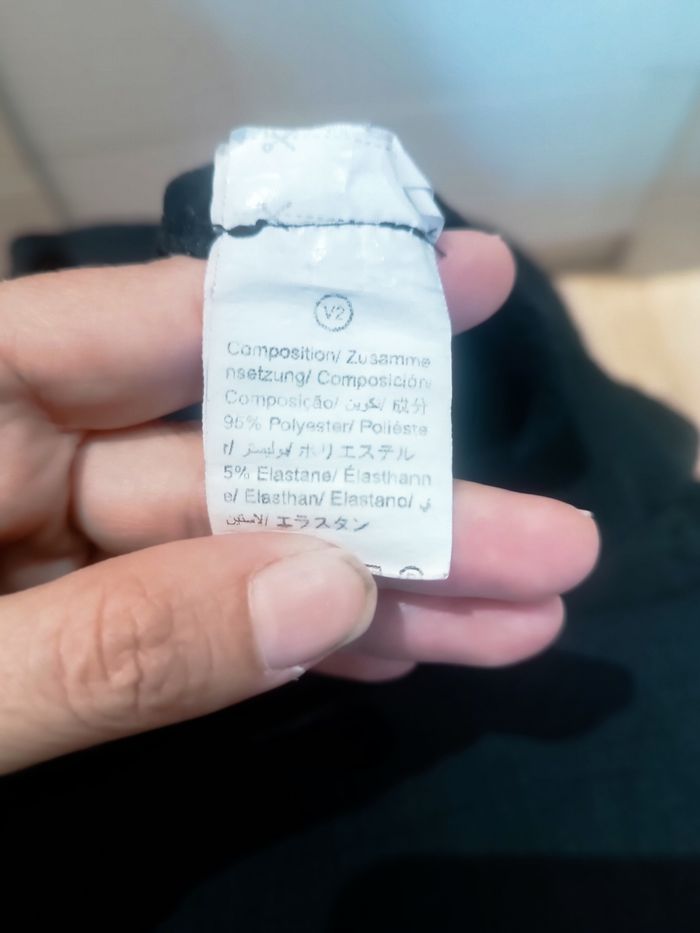 V2
Composition/ Zusamme
nsetzung/ Composición/
Composição/ تكوين/ 成分
95% Polyester/ Poliéste
r/ بوليستر/ ポリエステル
5% Elastane/ Élasthann
e/ Elasthan/ Elastano/ ي
الاستين/ エラスタン